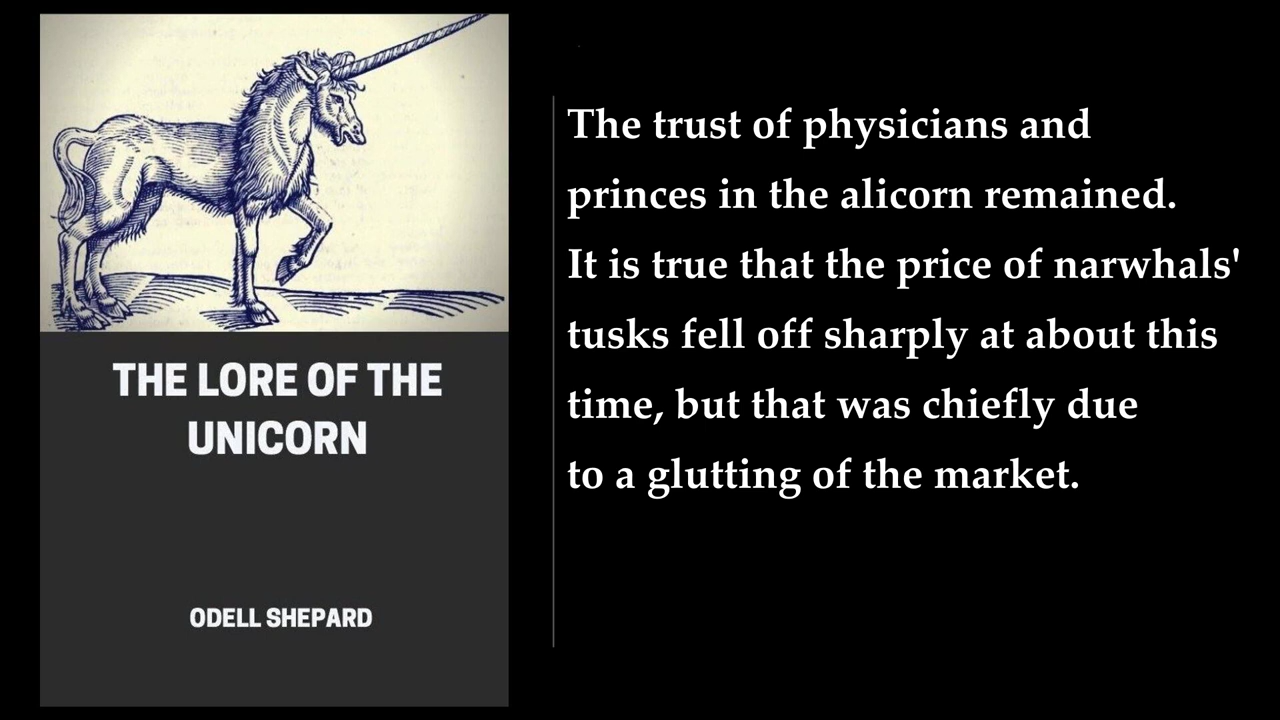 THE LORE OF THE
UNICORN
ODELL SHEPARD
The trust of physicians and
princes in the alicorn remained.
It is true that the price of narwhals'
tusks fell off sharply at about this
time, but that was chiefly due
to a glutting of the market.